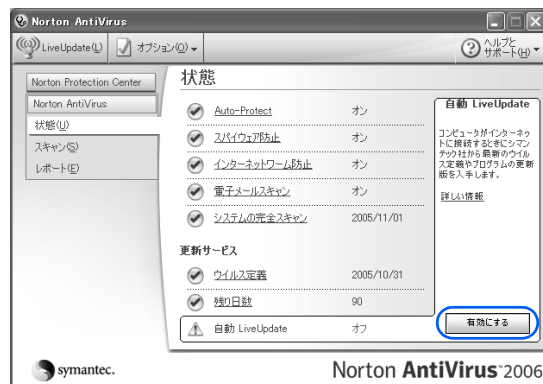 Norton AntiVirus
LiveUpdate(L) オプション(O) ヘルプとサポート(H)
Norton Protection Center
Norton AntiVirus
状態(U)
スキャン(S)
レポート(E)
状態
Auto-Protect オン
スパイウェア防止 オン
インターネットワーム防止 オン
電子メールスキャン オン
システムの完全スキャン 2005/11/01
更新サービス
ウイルス定義 2005/10/31
残り日数 90
自動 LiveUpdate オフ
自動 LiveUpdate
コンピュータがインターネッ
トに接続するときにシマン
テック社から最新のウイル
ス定義やプログラムの更新
版を入手します。
詳しい情報
有効にする
symantec.
Norton AntiVirus 2006